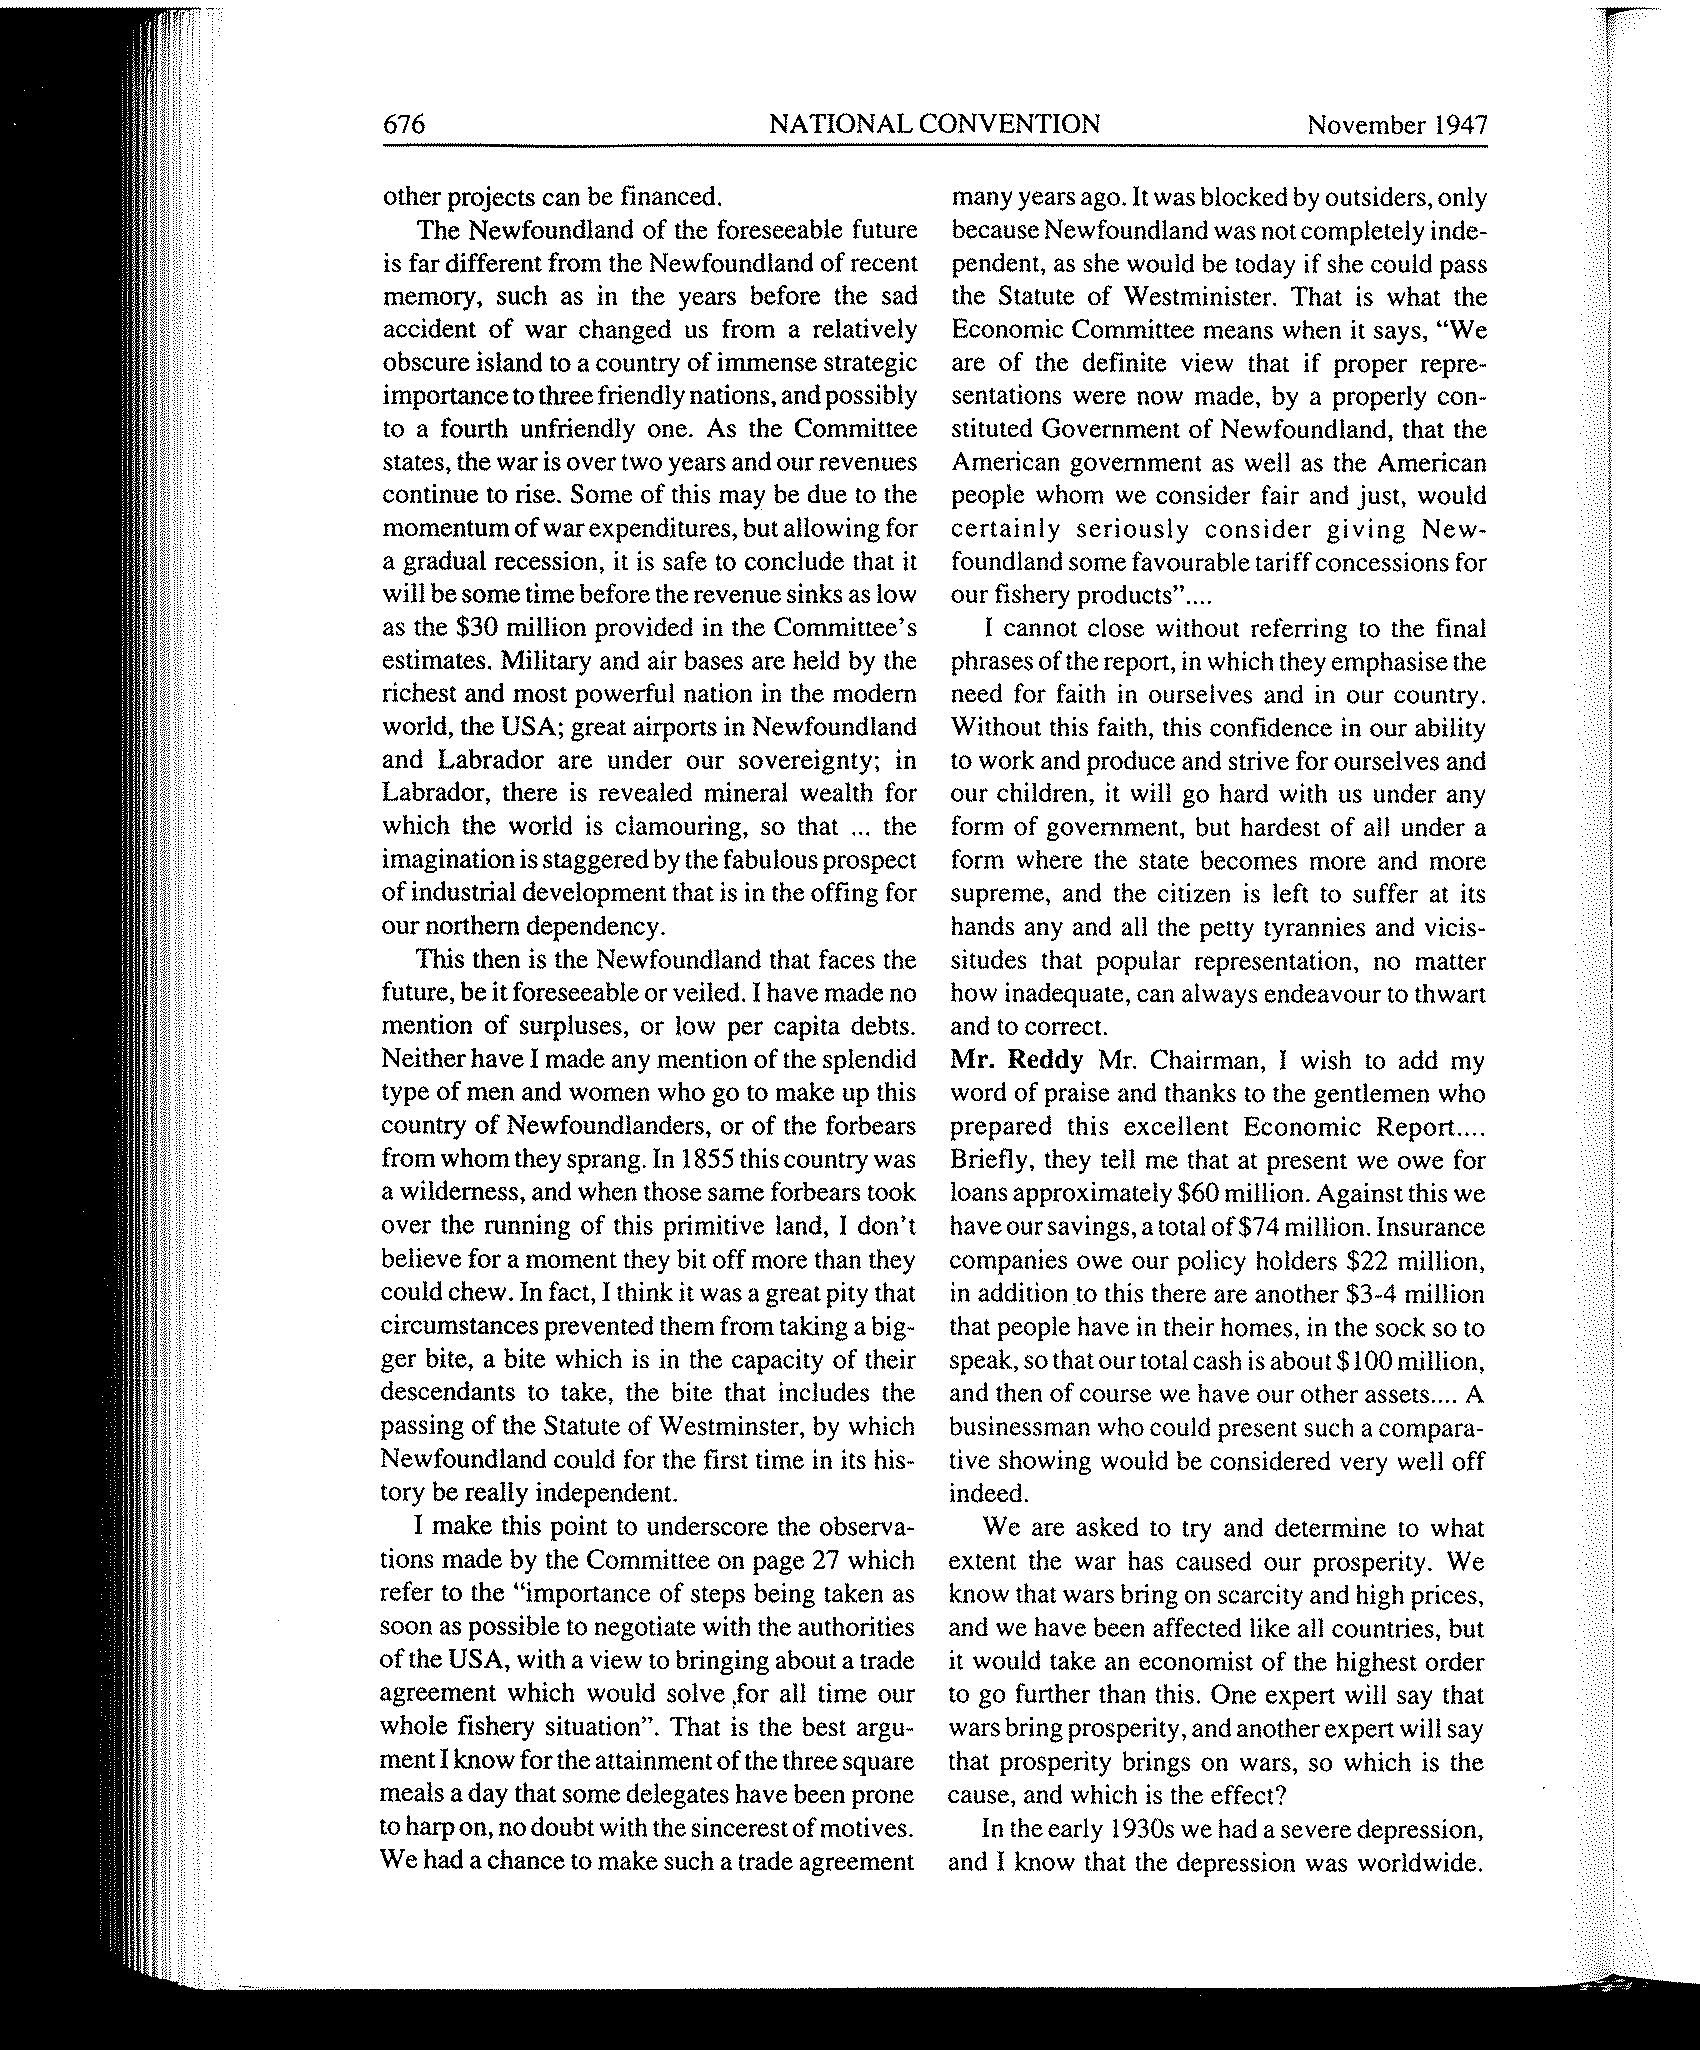 676 NATIONAL CONVENTION November 1947
other projects can be financed.
The Newfoundland of the foreseeable future
is far different from the Newfoundland of recent
memory, such as in the years before the sad
accident of war changed us from a relatively
obscure island to a country of immense strategic
importance to three friendly nations, and possibly
to a fourth unfriendly one. As the Committee
states, the war is over two years and our revenues
continue to rise. Some of this may be due to the
momentum of war expenditures, but allowing for
a gradual recession, it is safe to conclude that it
will be some time before the revenue sinks as low
as the $30 million provided in the Committee's
estimates. Military and air bases are held by the
richest and most powerful nation in the modern
world, the USA; great airports in Newfoundland
and Labrador are under our sovereignty; in
Labrador, there is revealed mineral wealth for
which the world is clamouring, so that ... the
imagination is staggered by the fabulous prospect
of industrial development that is in the offing for
our northern dependency.
This then is the Newfoundland that faces the
future, be it foreseeable or veiled. I have made no
mention of surpluses, or low per capita debts.
Neither have I made any mention of the splendid
type of men and women who go to make up this
country of Newfoundlanders, or of the forbears
from whom they sprang. In 1855 this country was
a wilderness, and when those same forbears took
over the running of this primitive land, I don't
believe for a moment they bit off more than they
could chew. In fact, I think it was a great pity that
circumstances prevented them from taking a big-
ger bite, a bite which is in the capacity of their
descendants to take, the bite that includes the
passing of the Statute of Westminster, by which
Newfoundland could for the first time in its his-
tory be really independent.
I make this point to underscore the observa-
tions made by the Committee on page 27 which
refer to the "importance of steps being taken as
soon as possible to negotiate with the authorities
of the USA, with a view to bringing about a trade
agreement which would solve for all time our
whole fishery situation". That is the best argu-
ment I know for the attainment of the three square
meals a day that some delegates have been prone
to harp on, no doubt with the sincerest of motives.
We had a chance to make such a trade agreement
many years ago. It was blocked by outsiders, only
because Newfoundland was not completely inde-
pendent, as she would be today if she could pass
the Statute of Westminister. That is what the
Economic Committee means when it says, "We
are of the definite view that if proper repre-
sentations were now made, by a properly con-
stituted Government of Newfoundland, that the
American government as well as the American
people whom we consider fair and just, would
certainly seriously consider giving New-
foundland some favourable tariff concessions for
our fishery products"....
I cannot close without referring to the final
phrases of the report, in which they emphasise the
need for faith in ourselves and in our country.
Without this faith, this confidence in our ability
to work and produce and strive for ourselves and
our children, it will go hard with us under any
form of government, but hardest of all under a
form where the state becomes more and more
supreme, and the citizen is left to suffer at its
hands any and all the petty tyrannies and vicis-
situdes that popular representation, no matter
how inadequate, can always endeavour to thwart
and to correct.
Mr. Reddy Mr. Chairman, I wish to add my
word of praise and thanks to the gentlemen who
prepared this excellent Economic Report....
Briefly, they tell me that at present we owe for
loans approximately $60 million. Against this we
have our savings, a total of $74 million. Insurance
companies owe our policy holders $22 million,
in addition to this there are another $3-4 million
that people have in their homes, in the sock so to
speak, so that our total cash is about $100 million,
and then of course we have our other assets.... A
businessman who could present such a compara-
tive showing would be considered very well off
indeed.
We are asked to try and determine to what
extent the war has caused our prosperity. We
know that wars bring on scarcity and high prices,
and we have been affected like all countries, but
it would take an economist of the highest order
to go further than this. One expert will say that
wars bring prosperity, and another expert will say
that prosperity brings on wars, so which is the
cause, and which is the effect?
In the early 1930s we had a severe depression,
and I know that the depression was worldwide.